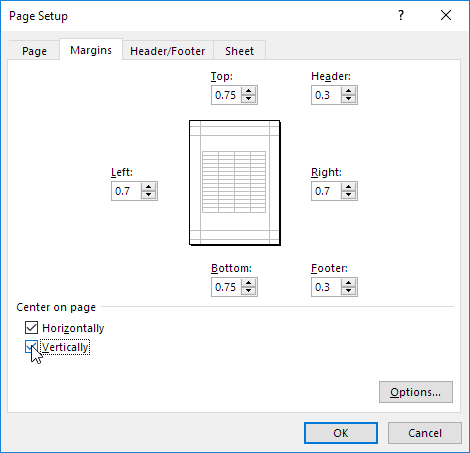 Page Setup
?
Page Margins Header/Footer Sheet
Top: Header:
0.75 0.3
Left: Right:
0.7 0.7
Bottom: Footer:
0.75 0.3
Center on page
Horizontally
Vertically
Options...
OK Cancel